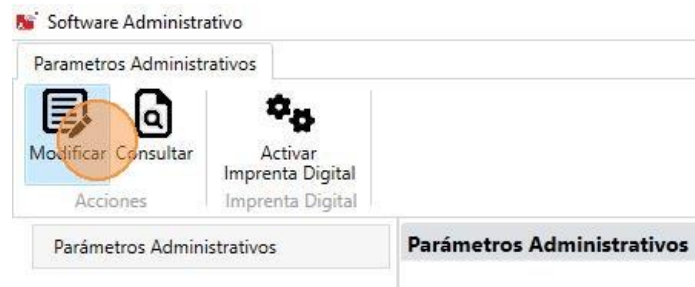 Software Administrativo
Parametros Administrativos
Modificar Consultar Activar
Imprenta Digital
Acciones Imprenta Digital
Parámetros Administrativos Parámetros Administrativos